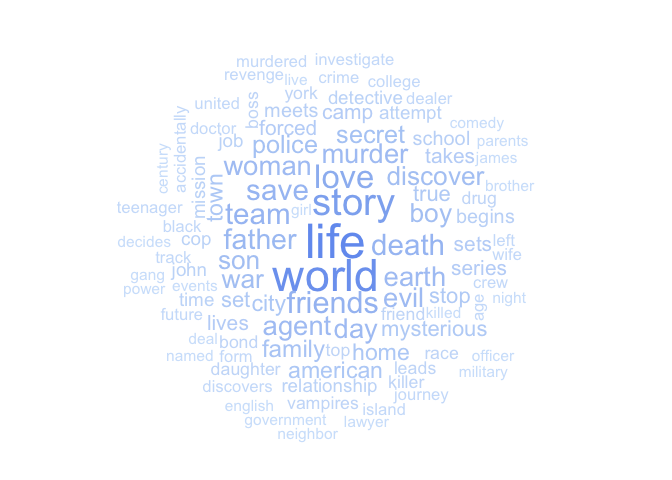 murdered investigate
revenge live crime college
york detective dealer
united boss meets camp attempt
doctor forced secret comedy
job police school parents
accidentally murder takes james
century woman love discover
mission save true drug brother
town girl story boy begins
teenager team
black life
decides cop father death sets left
track son world wife
gang john war earth series
power events crew
time set city friends evil stop age night
future lives agent day friend killed mysterious
deal bond
named form family top home race officer
daughter american leads military
discovers relationship killer
journey
english vampires island
government lawyer
neighbor